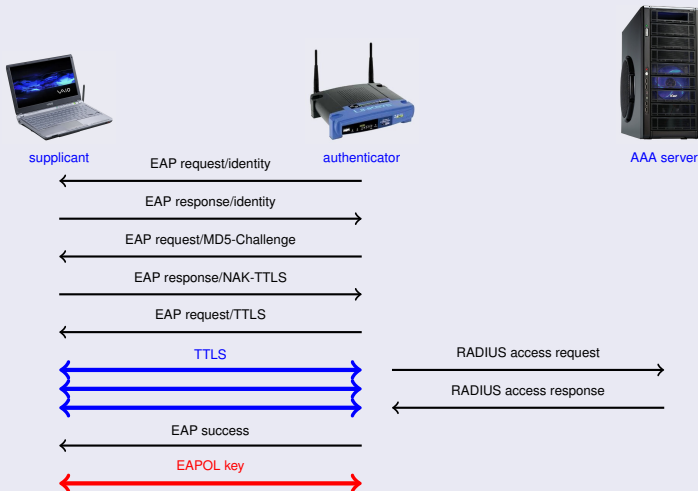 VAIO
supplicant
authenticator
AAA server
EAP request/identity
EAP response/identity
EAP request/MD5-Challenge
EAP response/NAK-TTLS
EAP request/TTLS
TTLS
RADIUS access request
RADIUS access response
EAP success
EAPOL key